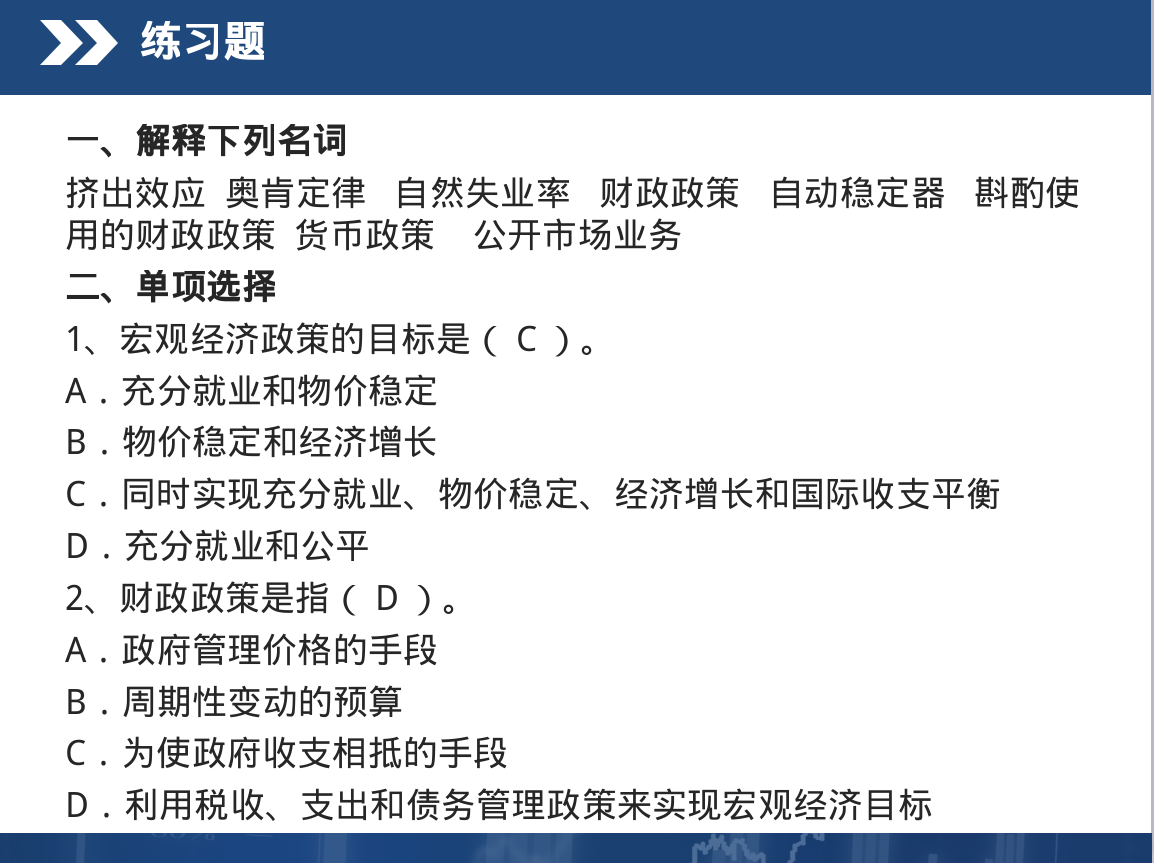 练习题
一、解释下列名词
挤出效应 奥肯定律 自然失业率 财政政策 自动稳定器 斟酌使
用的财政政策 货币政策 公开市场业务
二、单项选择
1、宏观经济政策的目标是（ C ）。
A．充分就业和物价稳定
B．物价稳定和经济增长
C．同时实现充分就业、物价稳定、经济增长和国际收支平衡
D．充分就业和公平
2、财政政策是指（ D ）。
A．政府管理价格的手段
B．周期性变动的预算
C．为使政府收支相抵的手段
D．利用税收、支出和债务管理政策来实现宏观经济目标